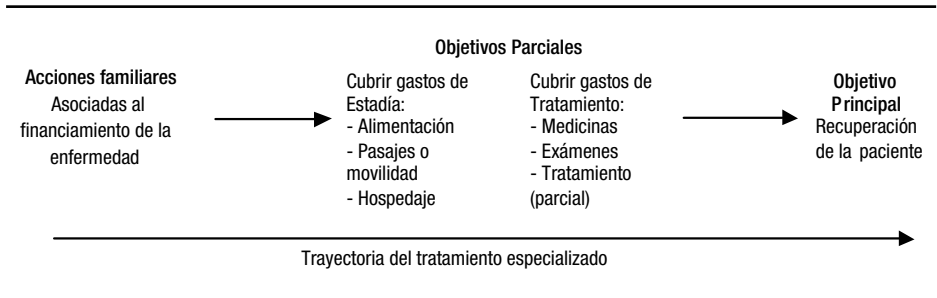 Objetivos Parciales
Acciones familiares
Asociadas al
financiamiento de la
enfermedad
Cubrir gastos de
Estadía:
- Alimentación
- Pasajes o
movilidad
- Hospedaje
Cubrir gastos de
Tratamiento:
- Medicinas
- Exámenes
- Tratamiento
(parcial)
Objetivo
Principal
Recuperación
de la paciente
Trayectoria del tratamiento especializado